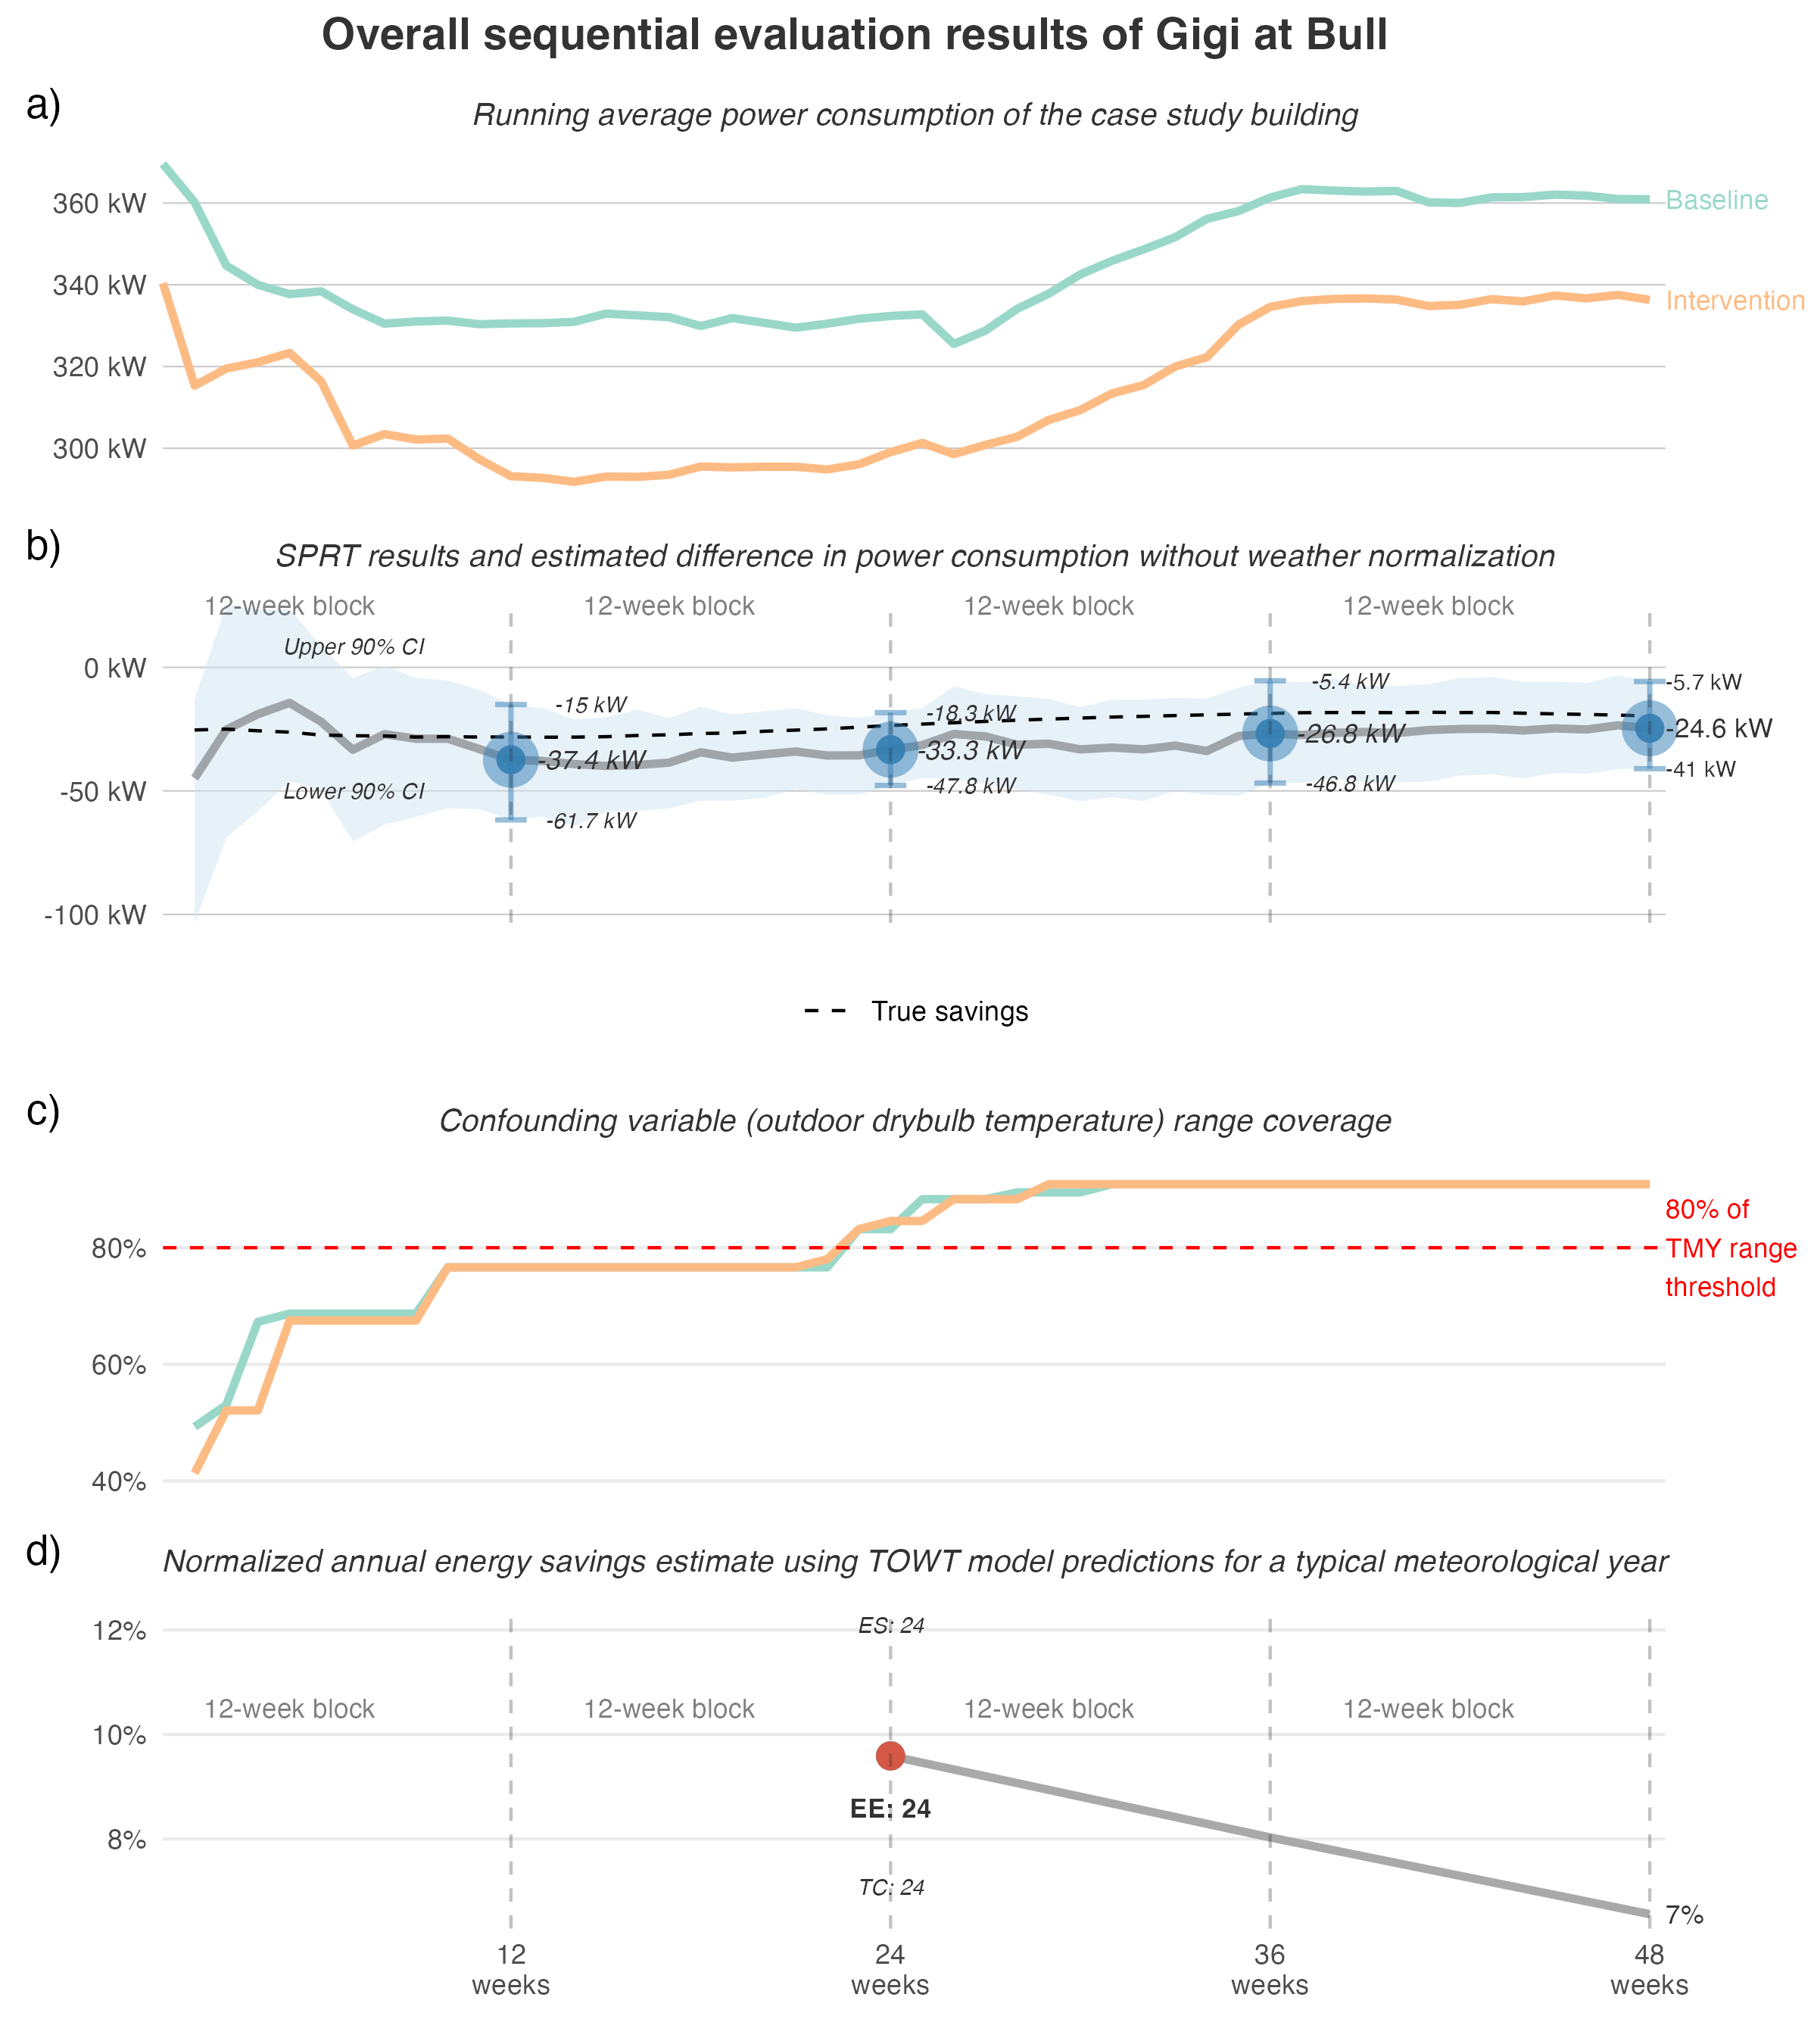 Overall sequential evaluation results of Gigi at Bull
a)
Running average power consumption of the case study building
360 kW
340 kW
320 kW
300 kW
Baseline
Intervention
b)
SPRT results and estimated difference in power consumption without weather normalization
12-week block
12-week block
12-week block
12-week block
Upper 90% CI
Lower 90% CI
0 kW
-50 kW
-100 kW
-15 kW
-37.4 kW
-61.7 kW
-18.3 kW
-33.3 kW
-47.8 kW
-5.4 kW
-26.8 kW
-46.8 kW
-5.7 kW
-24.6 kW
-41 kW
True savings
c)
Confounding variable (outdoor drybulb temperature) range coverage
80%
60%
40%
80% of
TMY range
threshold
d)
Normalized annual energy savings estimate using TOWT model predictions for a typical meteorological year
12%
10%
8%
ES: 24
12-week block
12-week block
12-week block
12-week block
EE: 24
TC: 24
7%
12
weeks
24
weeks
36
weeks
48
weeks